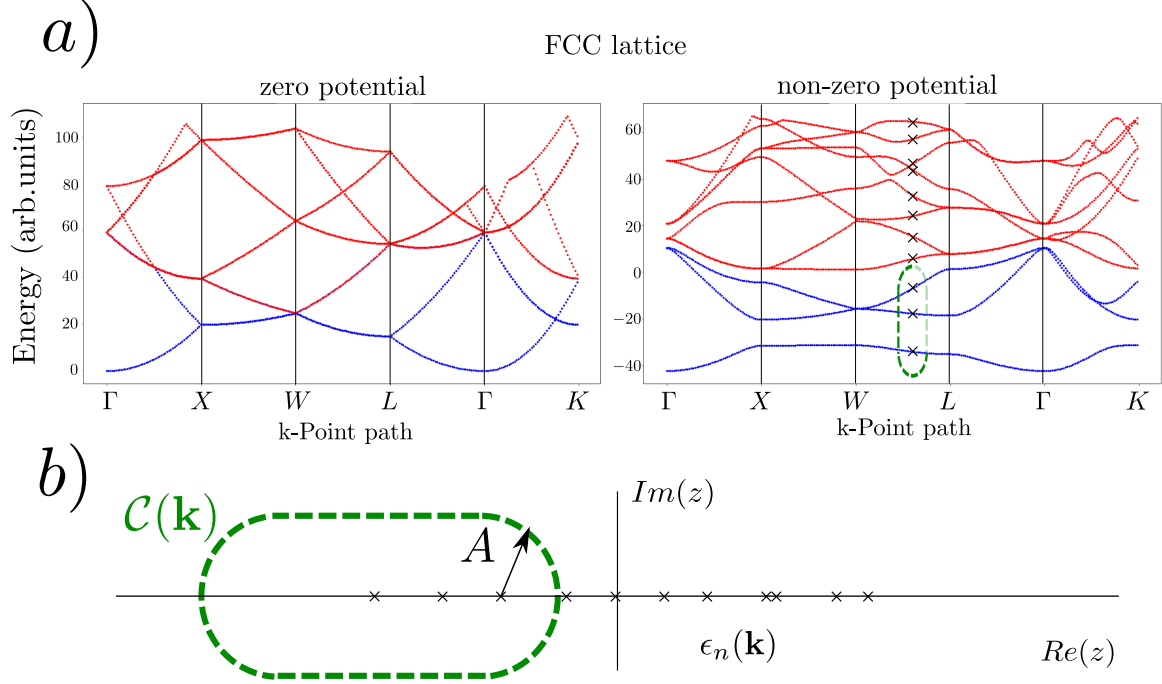 a)
FCC lattice
zero potential
non-zero potential
Energy (arb.units)
100
80
60
40
20
0
Γ X W L Γ K
k-Point path
60
40
20
0
−20
−40
Γ X W L Γ K
k-Point path
b)
𝒞(𝐤)
A
Im(z)
ϵₙ(𝐤)
Re(z)